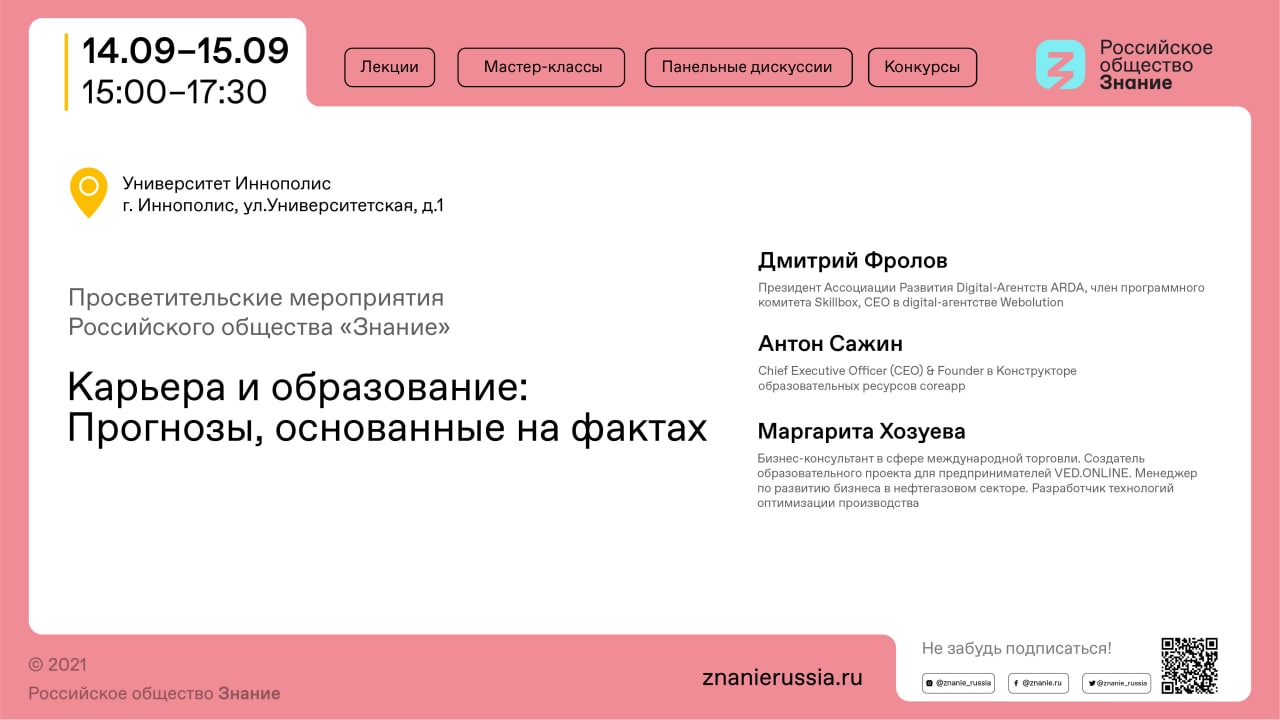 14.09–15.09
15:00–17:30
Лекции
Мастер-классы
Панельные дискуссии
Конкурсы
Российское
общество
Знание
Университет Иннополис
г. Иннополис, ул.Университетская, д.1
Просветительские мероприятия
Российского общества «Знание»
Карьера и образование:
Прогнозы, основанные на фактах
Дмитрий Фролов
Президент Ассоциации Развития Digital-Агентств ARDA, член программного
комитета Skillbox, CEO в digital-агентстве Webolution
Антон Сажин
Chief Executive Officer (CEO) & Founder в Конструкторе
образовательных ресурсов coreapp
Маргарита Хозуева
Бизнес-консультант в сфере международной торговли. Создатель
образовательного проекта для предпринимателей VED.ONLINE. Менеджер
по развитию бизнеса в нефтегазовом секторе. Разработчик технологий
оптимизации производства
© 2021
Российское общество Знание
znanierussia.ru
Не забудь подписаться!
@znanie_russia
@znanie.ru
@znanie_russia